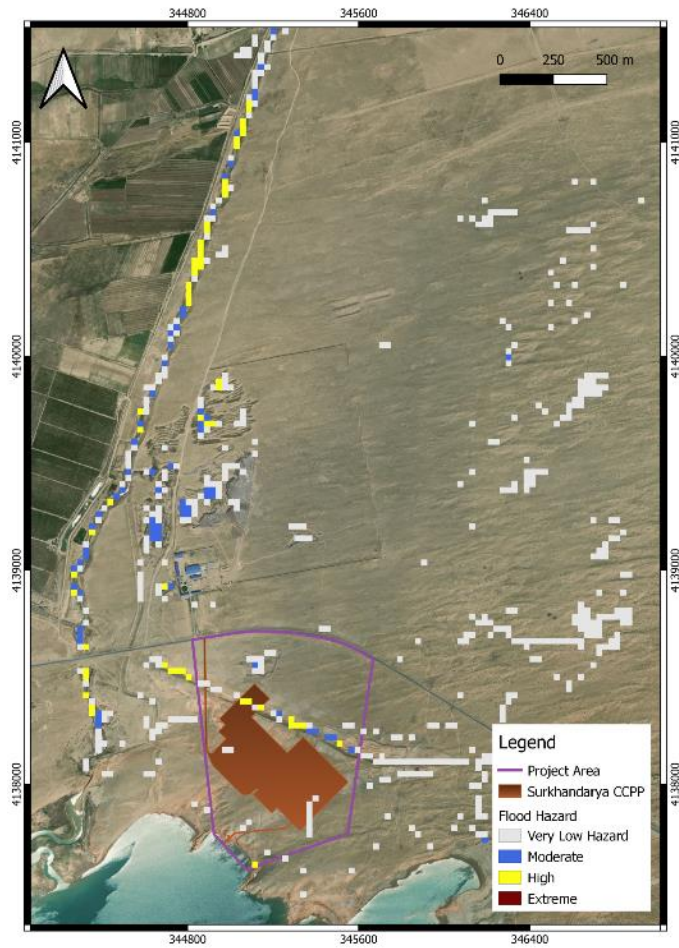 344800 345600 346400
0 250 500 m
4141000 4141000
4140000 4140000
4139000 4139000
4138000 4138000
Legend
Project Area
Surkhandarya CCPP
Flood Hazard
Very Low Hazard
Moderate
High
Extreme
344800 345600 346400